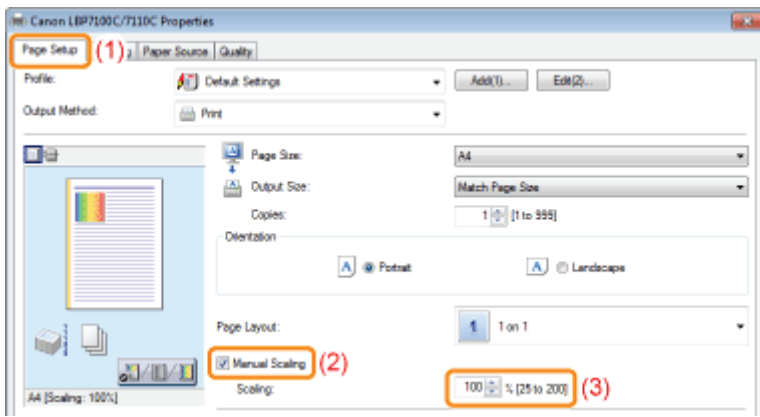 Canon LBP7100C/7110C Properties
Page Setup (1) Paper Source Quality
Profile: Default Settings Add(1)... Edit(2)...
Output Method: Print
Page Size: A4
Output Size: Match Page Size
Copies: 1 [1 to 999]
Orientation
A Portrait A Landscape
Page Layout: 1 1 on 1
Manual Scaling (2)
Scaling: 100 % [25 to 200] (3)
A4 [Scaling: 100%]